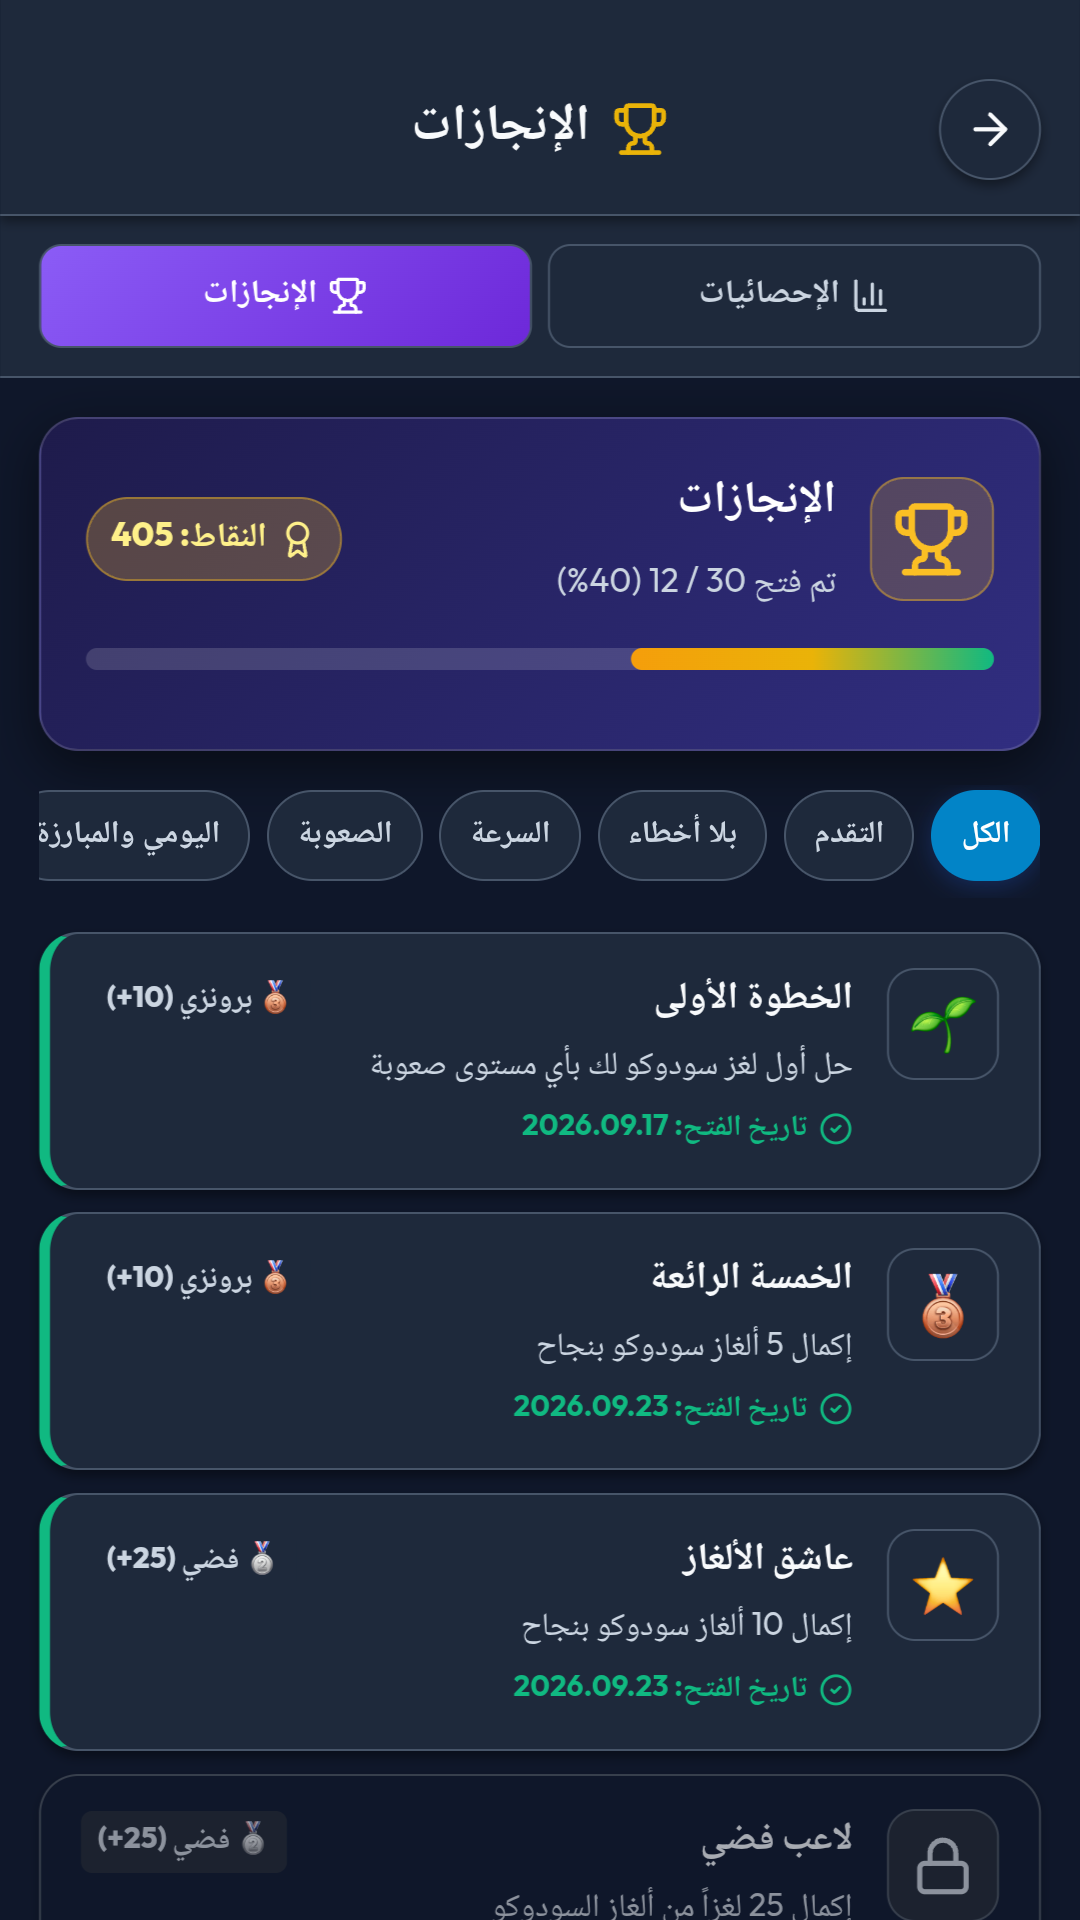 الإنجازات
الإحصائيات
الإنجازات
الإنجازات
تم فتح 30 / 12 (40%)
النقاط: 405
الكل
التقدم
بلا أخطاء
السرعة
الصعوبة
اليومي والمبارزة
الخطوة الأولى
برونزي (+10)
حل أول لغز سودوكو لك بأي مستوى صعوبة
تاريخ الفتح: 2026.09.17
الخمسة الرائعة
برونزي (+10)
إكمال 5 ألغاز سودوكو بنجاح
تاريخ الفتح: 2026.09.23
عاشق الألغاز
فضي (+25)
إكمال 10 ألغاز سودوكو بنجاح
تاريخ الفتح: 2026.09.23
لاعب فضي
فضي (+25)
إكمال 25 لغزاً من ألغاز السودوكو